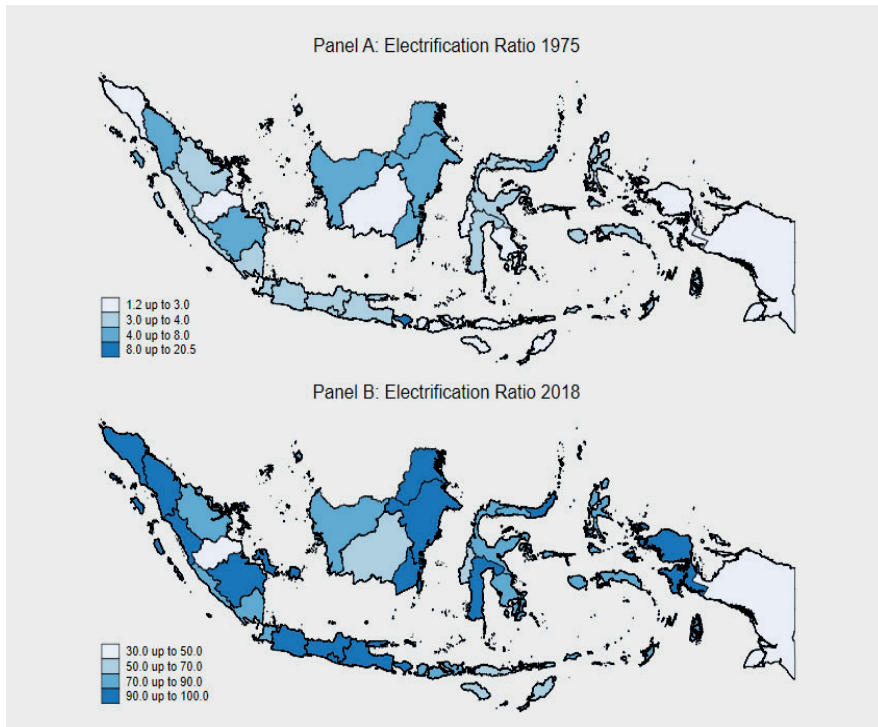 Panel A: Electrification Ratio 1975
1.2 up to 3.0
3.0 up to 4.0
4.0 up to 8.0
8.0 up to 20.5
Panel B: Electrification Ratio 2018
30.0 up to 50.0
50.0 up to 70.0
70.0 up to 90.0
90.0 up to 100.0